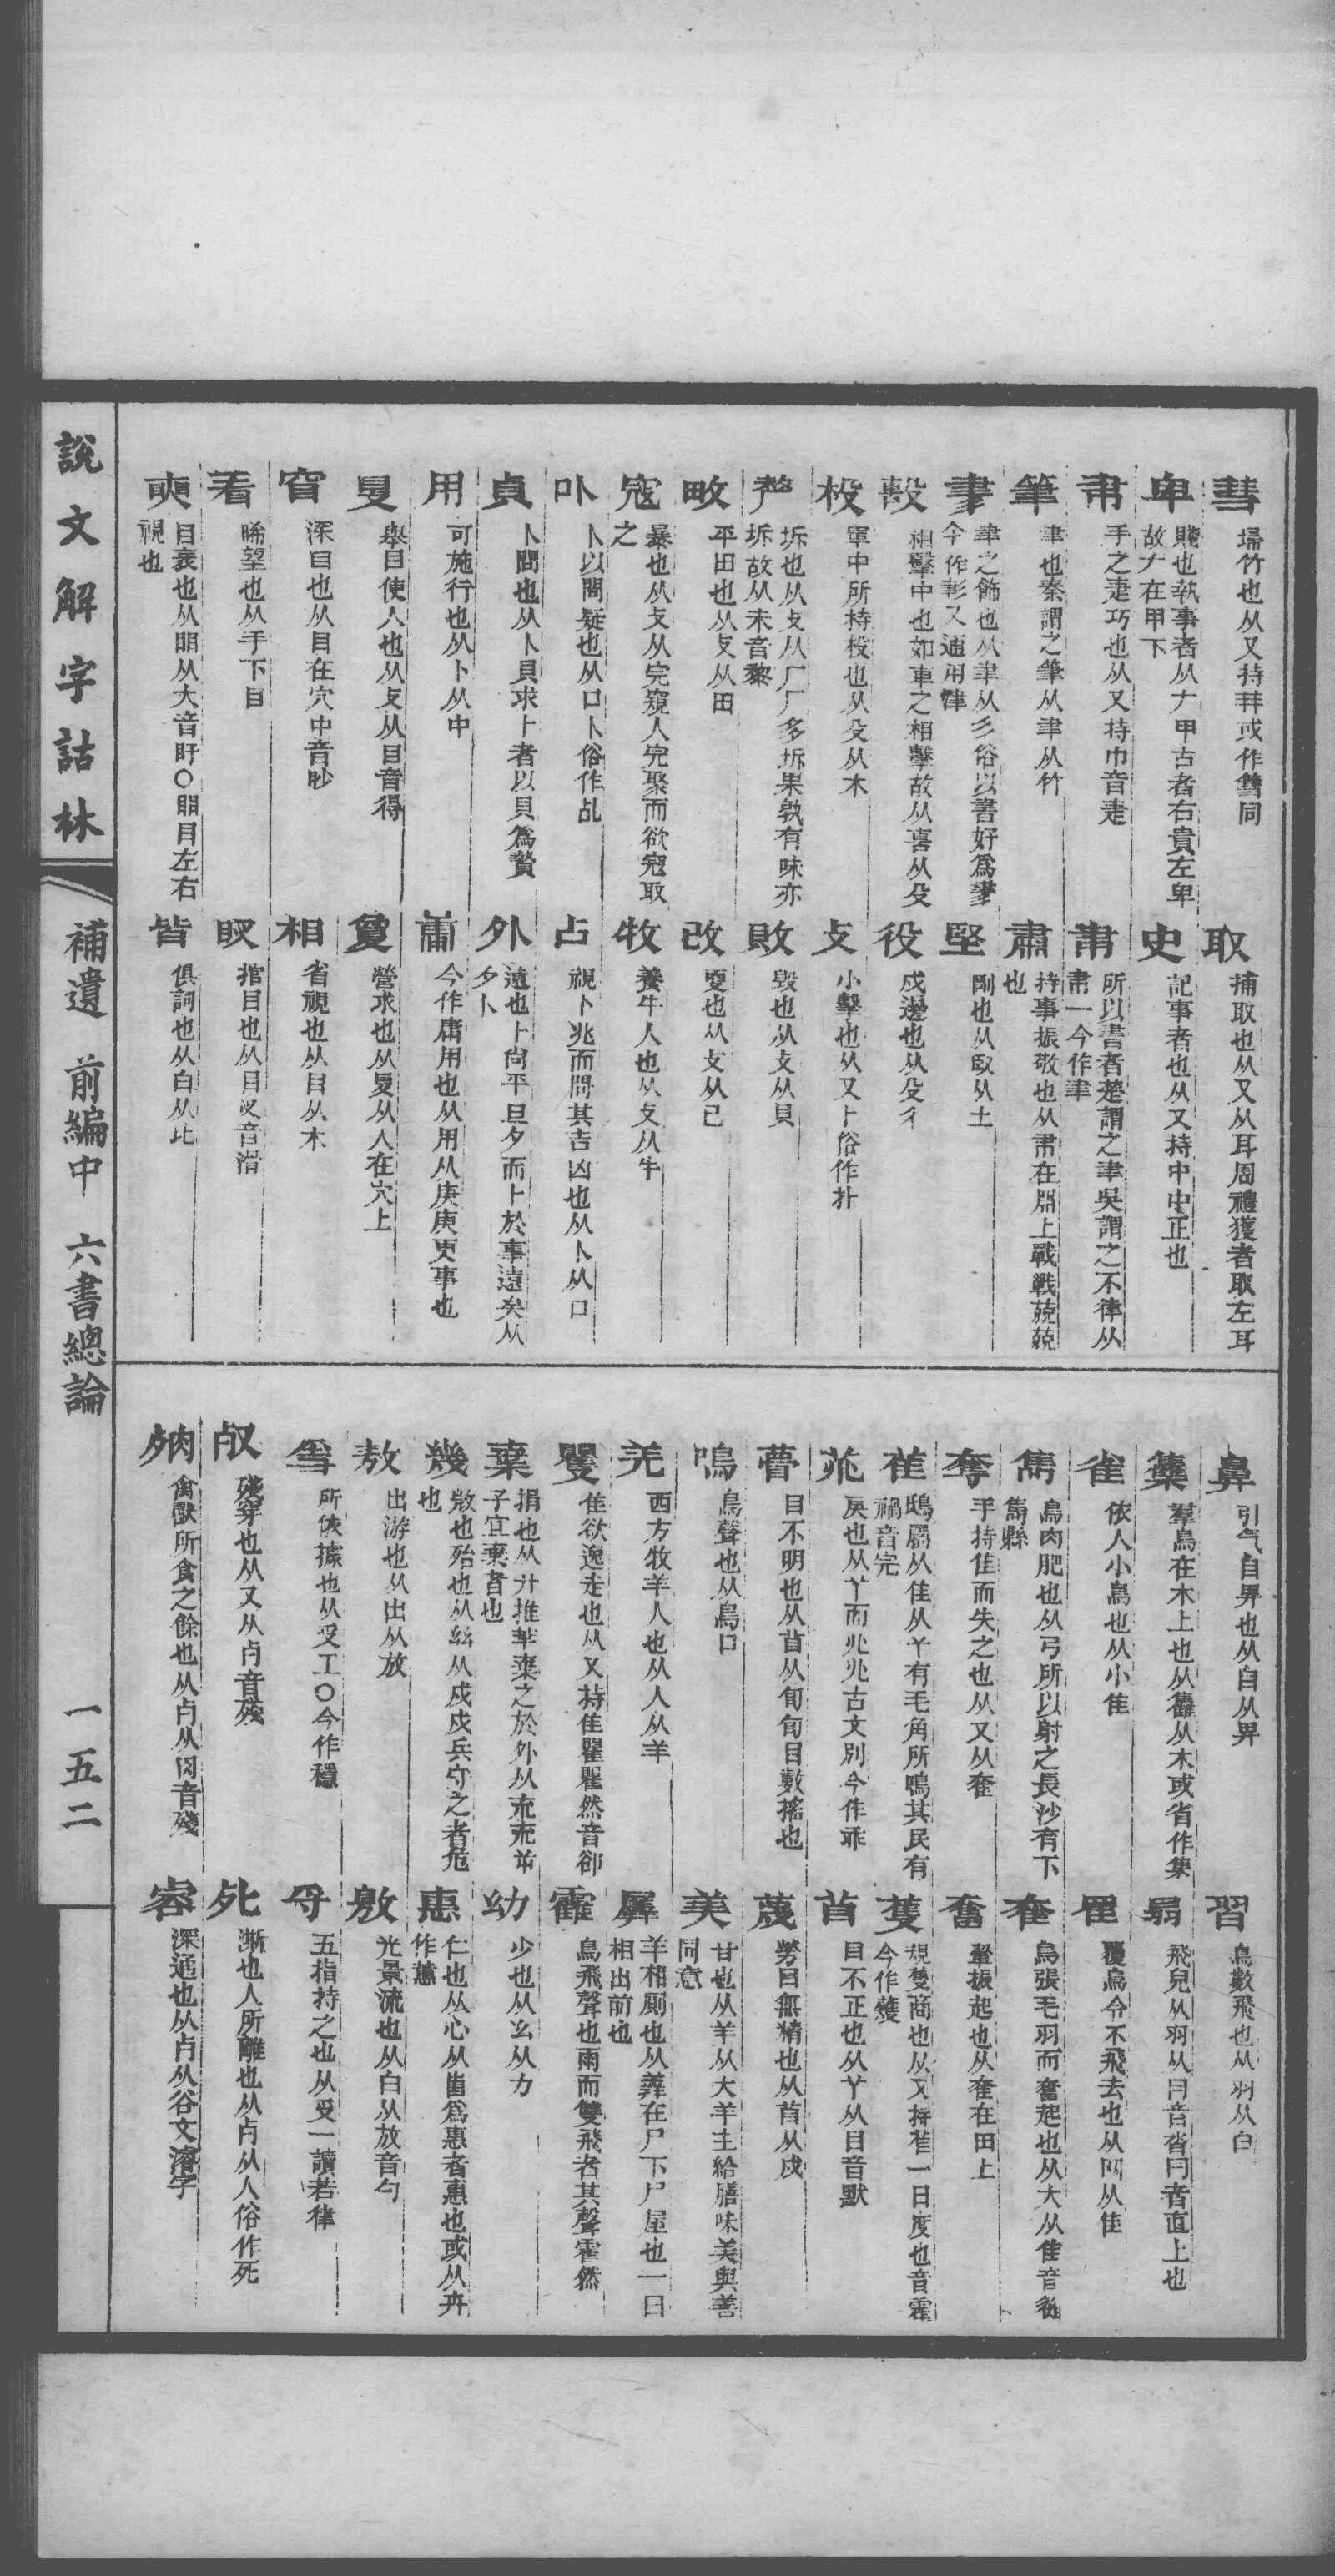 彗 埽竹也从又持𡴀或作篲同
取 捕取也从又从耳周禮獲者取左耳
卑 賤也執事者从𠂇甲古者右貴左卑故𠂇在甲下
史 記事者也从又持中中正也
𦘒 手之疌巧也从又持巾音疌
聿 所以書者楚謂之聿吳謂之不律从𦘒一今作聿
筆 聿也秦謂之筆从聿从竹
肅 持事振敬也从𦘒在𣶒上戰戰兢兢也
𦘔 聿之飾也从聿从彡俗以書好爲𦘔今作彰又通用津
堅 剛也从臤从土
毄 相擊中也如車之相擊故从𠾀从殳
役 戍邊也从殳彳
杸 軍中所持杸也从殳从木
攴 小擊也从又卜俗作扑
𠩺 坼也从攴从厂厂多坼果孰有味亦坼故从未音黎
敗 毀也从攴从貝
畋 平田也从攴从田
改 更也从攴从己
寇 暴也从攴从完窺人完聚而欲寇取之
牧 養牛人也从攴从牛
卟 卜以問疑也从口卜俗作乩
占 視卜兆而問其吉凶也从卜从口
貞 卜問也从卜貝求卜者以貝爲贄
外 遠也卜尙平旦夕而卜於事遠矣从夕卜
用 可施行也从卜从中
庸 今作庸用也从用从庚庚更事也
𥄎 舉目使人也从攴从目音得
敻 營求也从𥄎从人在穴上
窅 深目也从目在穴中音眇
相 省視也从目从木
看 晞望也从手下目
䀏 捾目也从目叉音滑
𡘏 目衺也从䀠从大音盱○䀠目左右視也
皆 俱詞也从白从比
鼻 引气自畀也从自从畀
習 鳥數飛也从羽从白
雧 羣鳥在木上也从雥从木或省作集
𦐇 飛皃从羽从冃音沓冃者直上也
雀 依人小鳥也从小隹
䍜 覆鳥令不飛去也从网从隹
雋 鳥肉肥也从弓所以射之長沙有下雋縣
奞 鳥張毛羽而奮起也从大从隹音
奪 手持隹而失之也从又从奞
奮 翬振起也从奞在田上
雈 鴟屬从隹从𦫳有毛角所鳴其民有禍音完
蒦 規蒦商也从又持雈一曰度也音霍今作籆
𦮃 戾也从𦫳而兆兆古文別今作乖
𥄕 目不正也从𦫳从目音默
瞢 目不明也从𥄕从旬旬目數搖也
蔑 勞目無精也从𥄕从戍
鳴 鳥聲也从鳥口
美 甘也从羊从大羊主給膳味美與善同意
羌 西方牧羊人也从人从羊
羼 羊相厠也从羴在尸下尸屋也一曰相出前也
矍 隹欲逸走也从又持隹瞿瞿然音卻
靃 鳥飛聲也雨而雙飛者其聲霍然
棄 捐也从廾推𠦒棄之於外从𠫓𠫓逆子宜棄者也
幼 少也从幺从力
幾 微也殆也从𢆶从戍戍兵守之者危也
惠 仁也从心从叀爲惠者惠也或从卉作蕙
敖 出游也从出从放
敫 光景流也从白从放音勺
𤔌 所依據也从𠬪工○今作穩
寽 五指持之也从𠬪一讀若律
𣦼 殘穿也从又从歺音殘
死 澌也人所離也从歺从人俗作死
𣧻 禽獸所食之餘也从歺从肉音殘
睿 深通也从歺从谷文濬字
說文解字詁林
補遺 前編中 六書總論
一五二